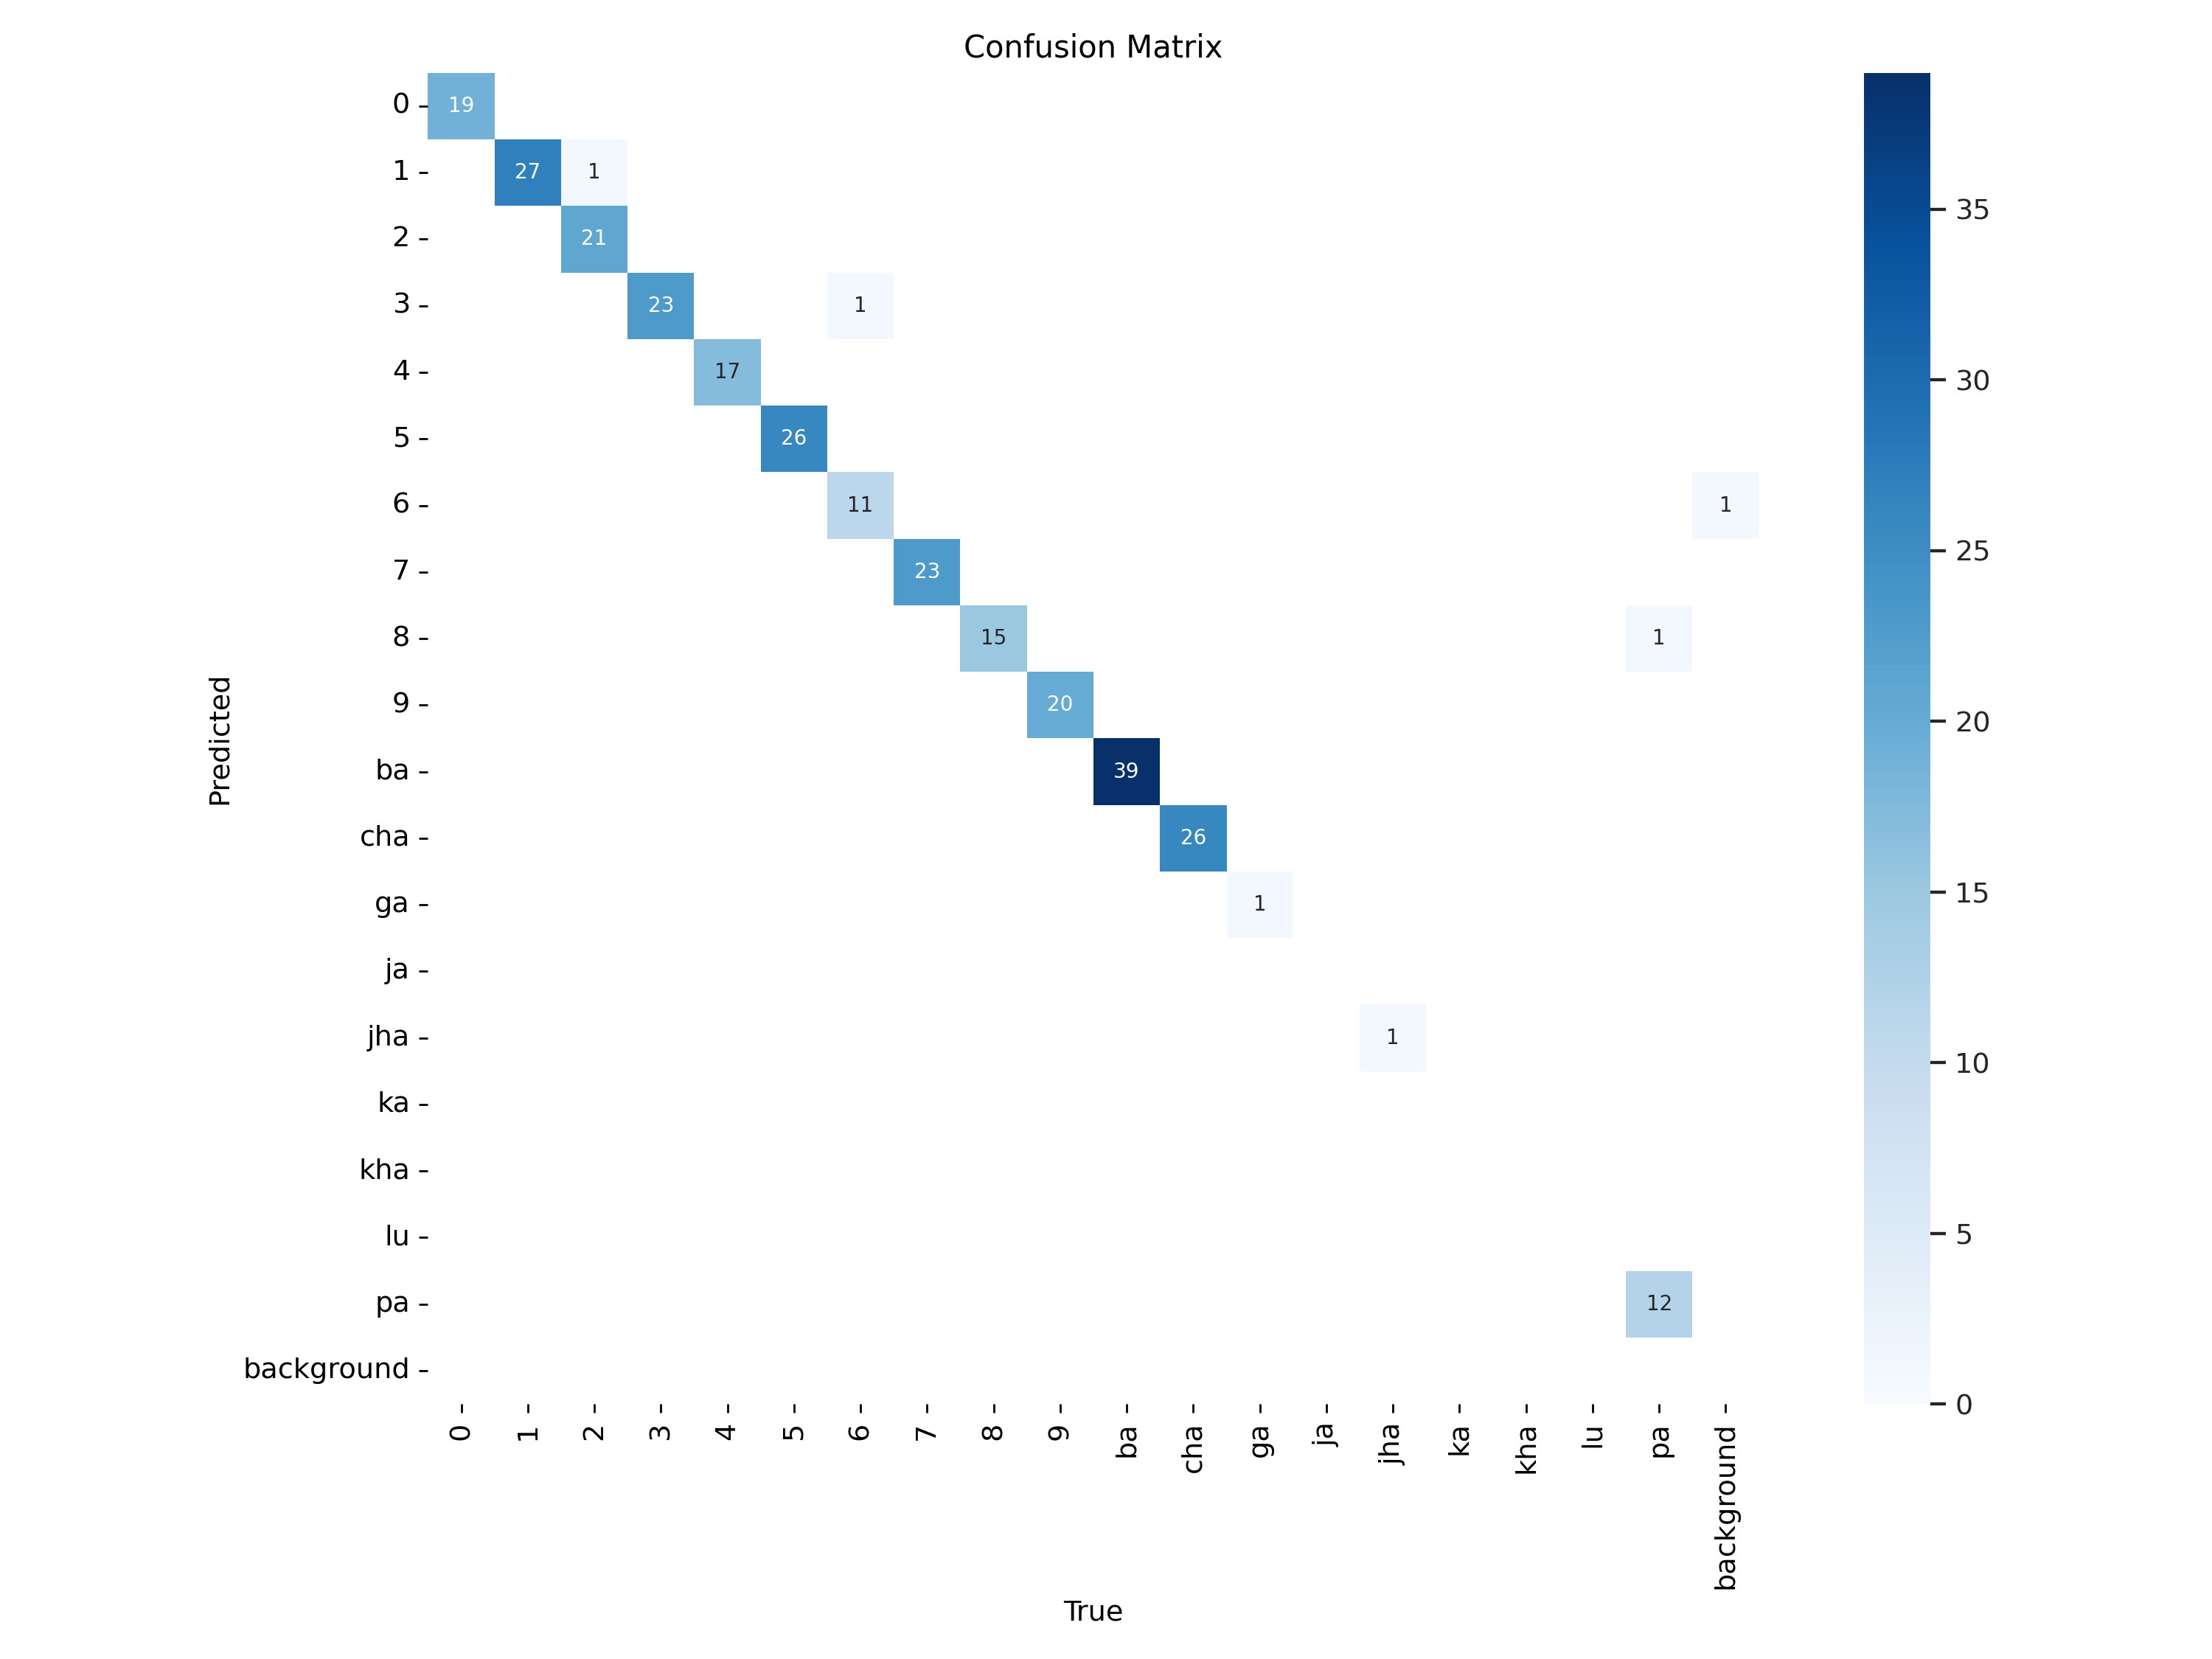 Confusion Matrix
0 19
1 27 1
2 21
3 23 1
4 17
5 26
6 11 1
7 23
8 15 1
9 20
ba 39
cha 26
ga 1
ja
jha 1
ka
kha
lu
pa 12
background
0 1 2 3 4 5 6 7 8 9 ba cha ga ja jha ka kha lu pa background
True
Predicted
35
30
25
20
15
10
5
0